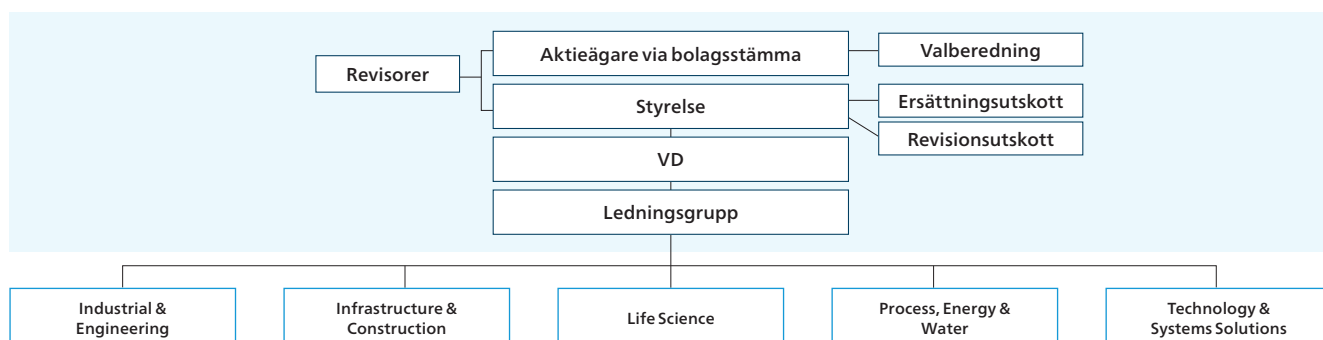 Aktieägare via bolagsstämma
Valberedning
Revisorer
Styrelse
Ersättningsutskott
Revisionsutskott
VD
Ledningsgrupp
Industrial &
Engineering
Infrastructure &
Construction
Life Science
Process, Energy &
Water
Technology &
Systems Solutions